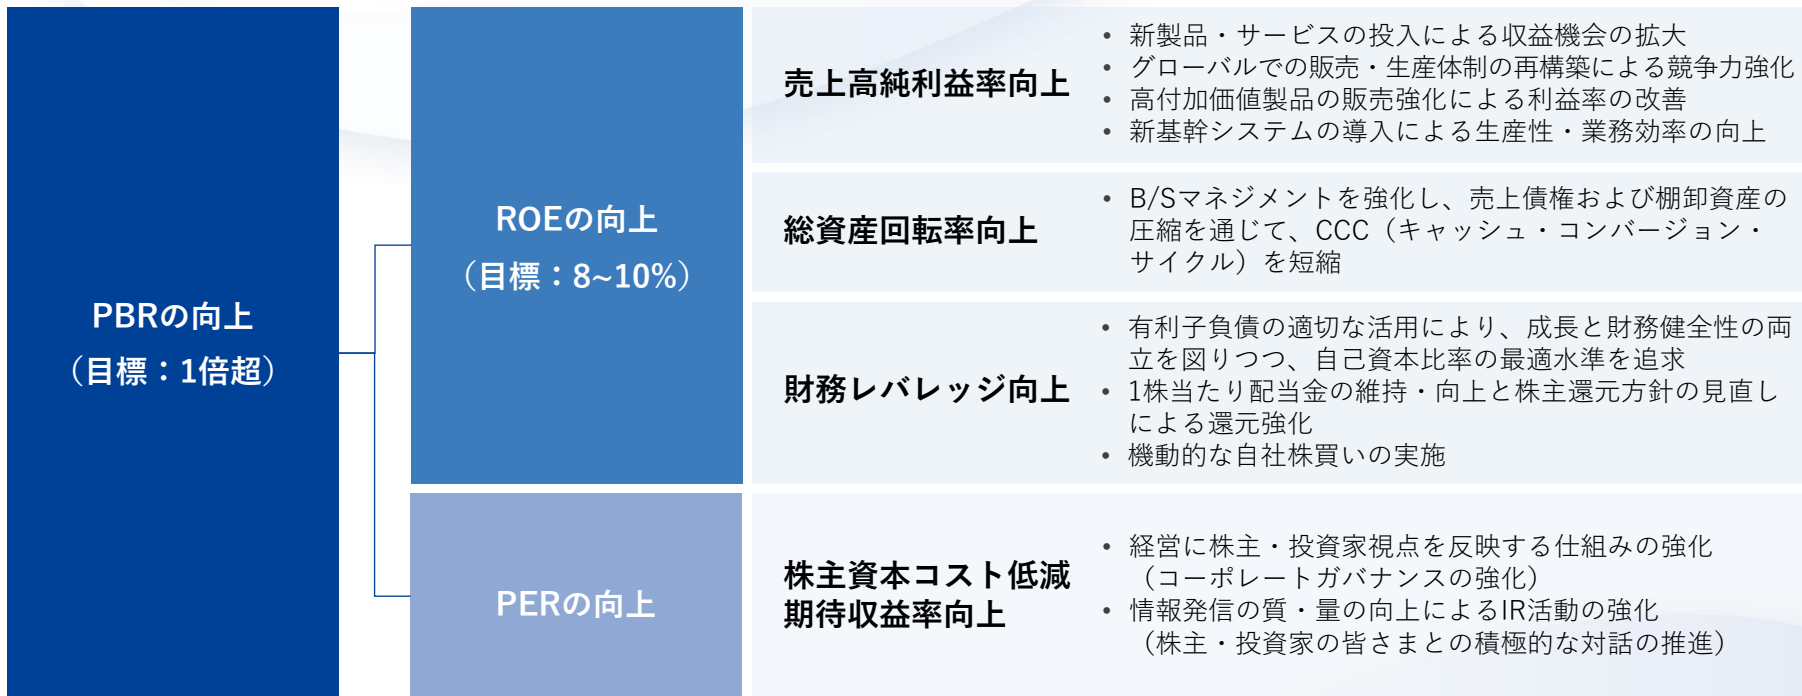 PBRの向上
（目標：1倍超）
ROEの向上
（目標：8~10%）
売上高純利益率向上
• 新製品・サービスの投入による収益機会の拡大
• グローバルでの販売・生産体制の再構築による競争力強化
• 高付加価値製品の販売強化による利益率の改善
• 新基幹システムの導入による生産性・業務効率の向上
総資産回転率向上
• B/Sマネジメントを強化し、売上債権および棚卸資産の
圧縮を通じて、CCC（キャッシュ・コンバージョン・
サイクル）を短縮
財務レバレッジ向上
• 有利子負債の適切な活用により、成長と財務健全性の両
立を図りつつ、自己資本比率の最適水準を追求
• 1株当たり配当金の維持・向上と株主還元方針の見直し
による還元強化
• 機動的な自社株買いの実施
PERの向上
株主資本コスト低減
期待収益率向上
• 経営に株主・投資家視点を反映する仕組みの強化
（コーポレートガバナンスの強化）
• 情報発信の質・量の向上によるIR活動の強化
（株主・投資家の皆さまとの積極的な対話の推進）